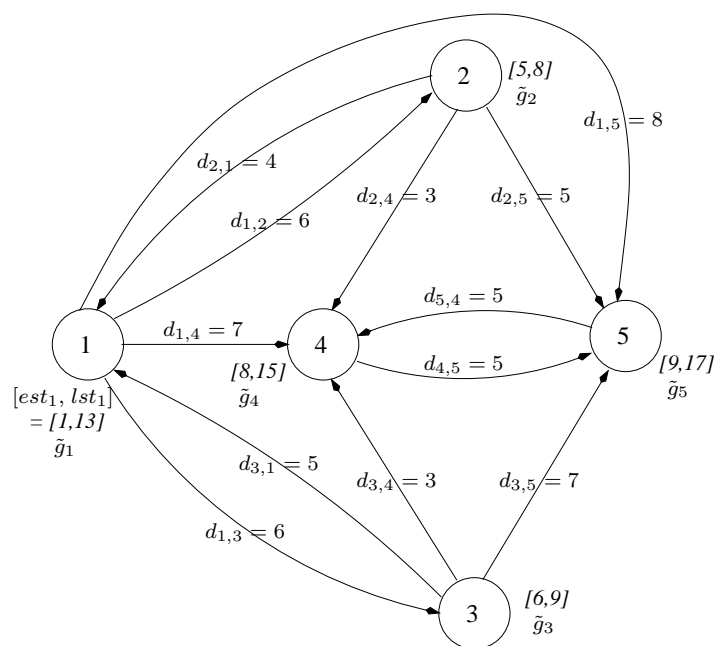 2
[5,8]
g̃₂
d₁,₅ = 8
d₂,₁ = 4
d₂,₄ = 3
d₂,₅ = 5
d₁,₂ = 6
d₅,₄ = 5
d₁,₄ = 7
1
4
5
d₄,₅ = 5
[8,15]
g̃₄
[9,17]
g̃₅
[est₁, lst₁]
= [1,13]
g̃₁
d₃,₁ = 5
d₃,₄ = 3
d₃,₅ = 7
d₁,₃ = 6
3
[6,9]
g̃₃